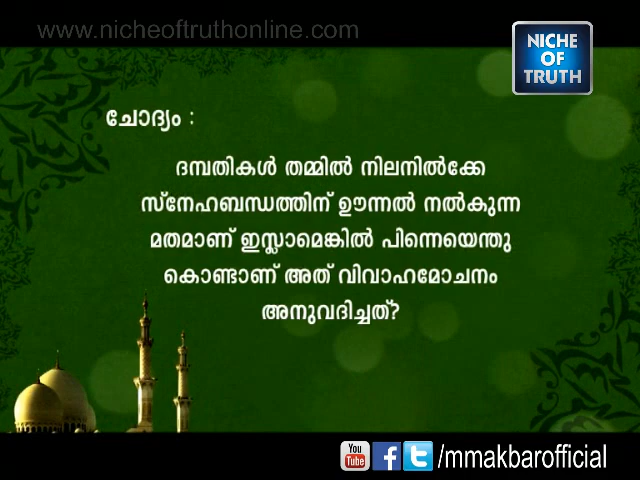 www.nicheoftruthonline.com
NICHE
OF
TRUTH
ചോദ്യം :
ദമ്പതികൾ തമ്മിൽ നിലനിൽക്കേ
സ്നേഹബന്ധത്തിന് ഊന്നൽ നൽകുന്ന
മതമാണ് ഇസ്ലാമെങ്കിൽ പിന്നെയെന്തു
കൊണ്ടാണ് അത് വിവാഹമോചനം
അനുവദിച്ചത്?
You
Tube
/mmakbarofficial